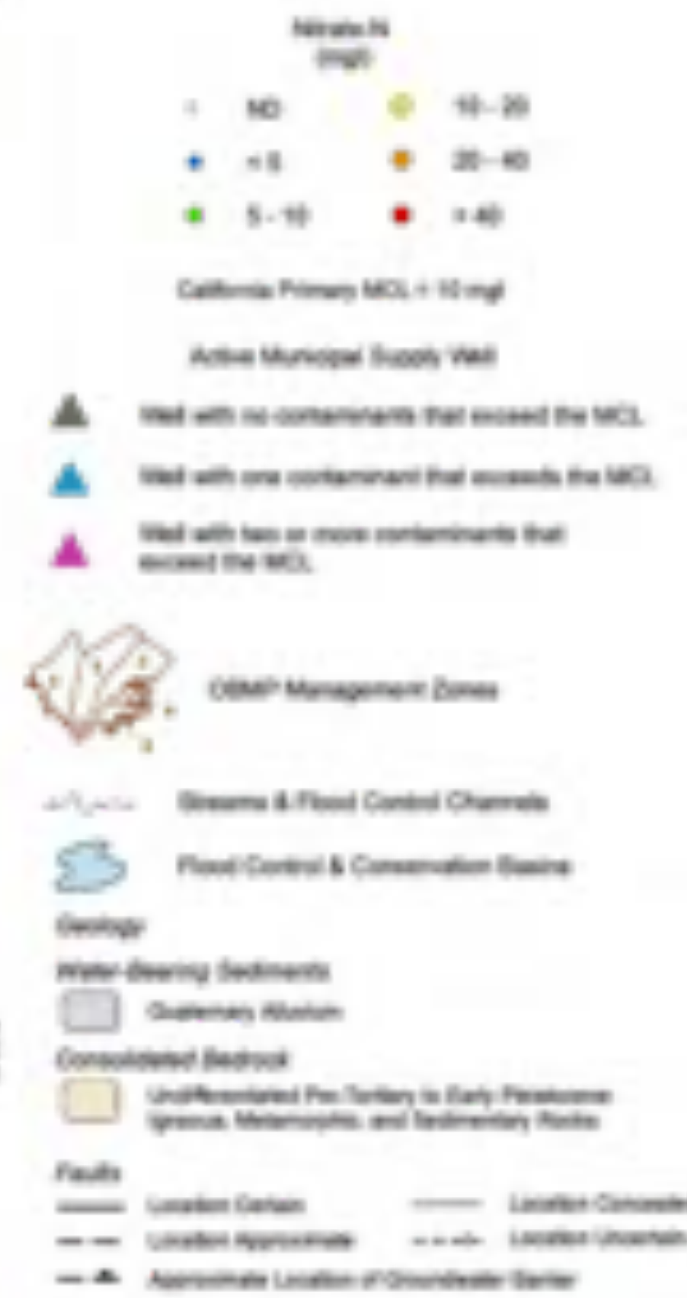 Nitrate-N
(mg/l)
ND
10 - 20
< 5
20 - 40
5 - 10
> 40
California Primary MCL = 10 mg/l
Active Municipal Supply Well
Well with no contaminants that exceed the MCL
Well with one contaminant that exceeds the MCL
Well with two or more contaminants that
exceed the MCL
OBMP Management Zones
Streams & Flood Control Channels
Flood Control & Conservation Basins
Geology
Water-Bearing Sediments
Quaternary Alluvium
Consolidated Bedrock
Undifferentiated Pre-Tertiary to Early Pleistocene
Igneous, Metamorphic, and Sedimentary Rocks
Faults
Location Certain
Location Conceale
Location Approximate
Location Uncertain
Approximate Location of Groundwater Barrier